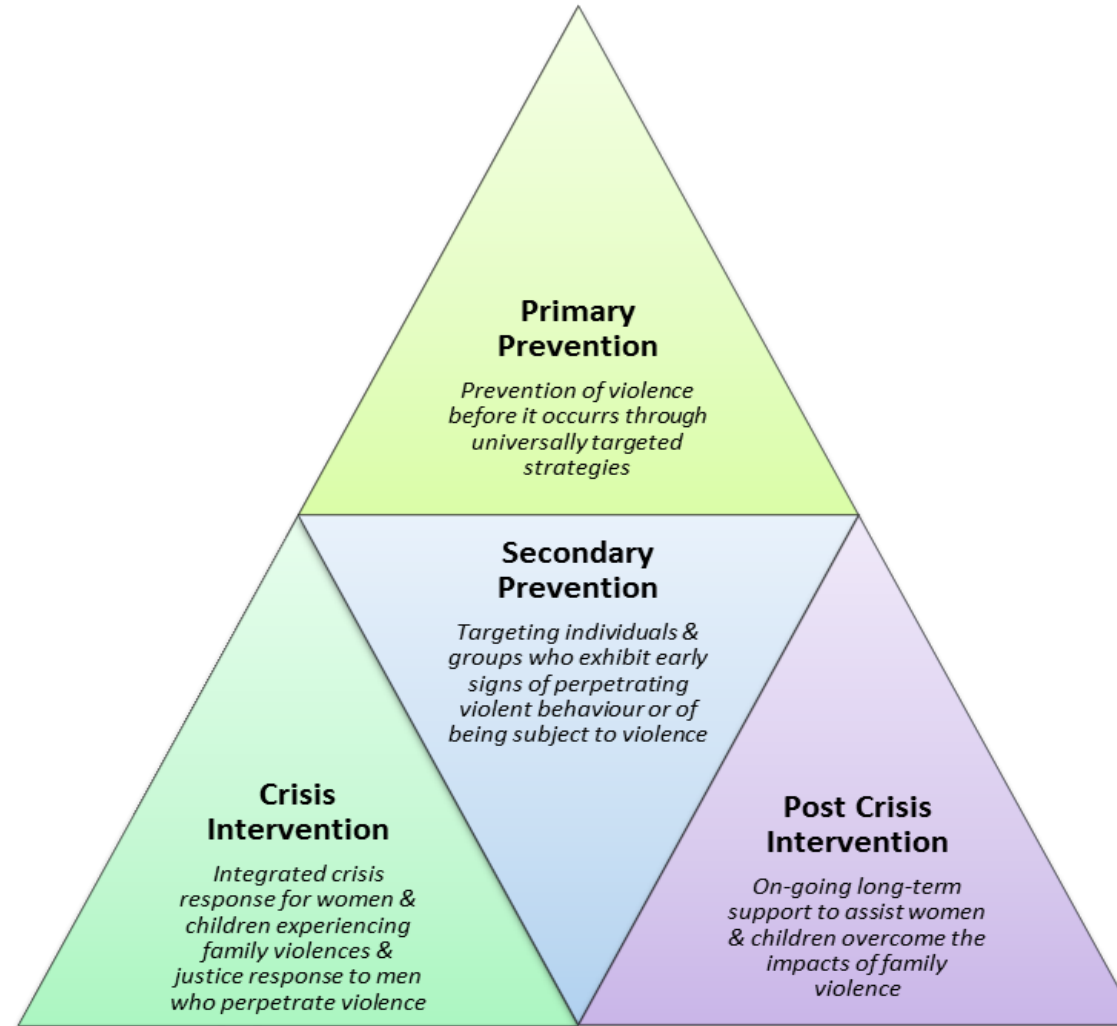 Primary
Prevention
Prevention of violence
before it occurrs through
universally targeted
strategies
Secondary
Prevention
Targeting individuals &
groups who exhibit early
signs of perpetrating
violent behaviour or of
being subject to violence
Crisis
Intervention
Integrated crisis
response for women &
children experiencing
family violences &
justice response to men
who perpetrate violence
Post Crisis
Intervention
On-going long-term
support to assist women
& children overcome the
impacts of family
violence